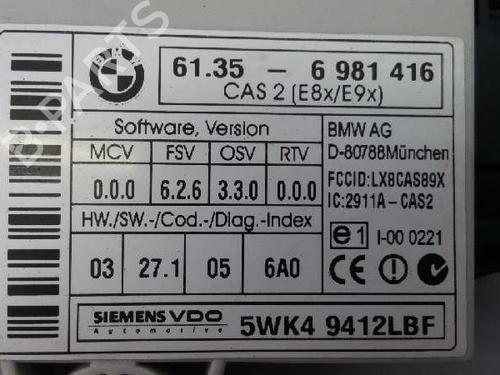 BMW
61.35 - 6 981 416
CAS 2 (E8x/E9x)
Software, Version
MCV FSV OSV RTV
0.0.0 6.2.6 3.3.0 0.0.0
HW./SW.-/Cod.-/Diag.-Index
03 27.1 05 6A0
BMW AG
D-80788München
FCCID:LX8CAS89X
IC:2911A-CAS2
e1 I-00 0221
CE
N
SIEMENS VDO
Automotive
5WK4 9412LBF
B-PARTS